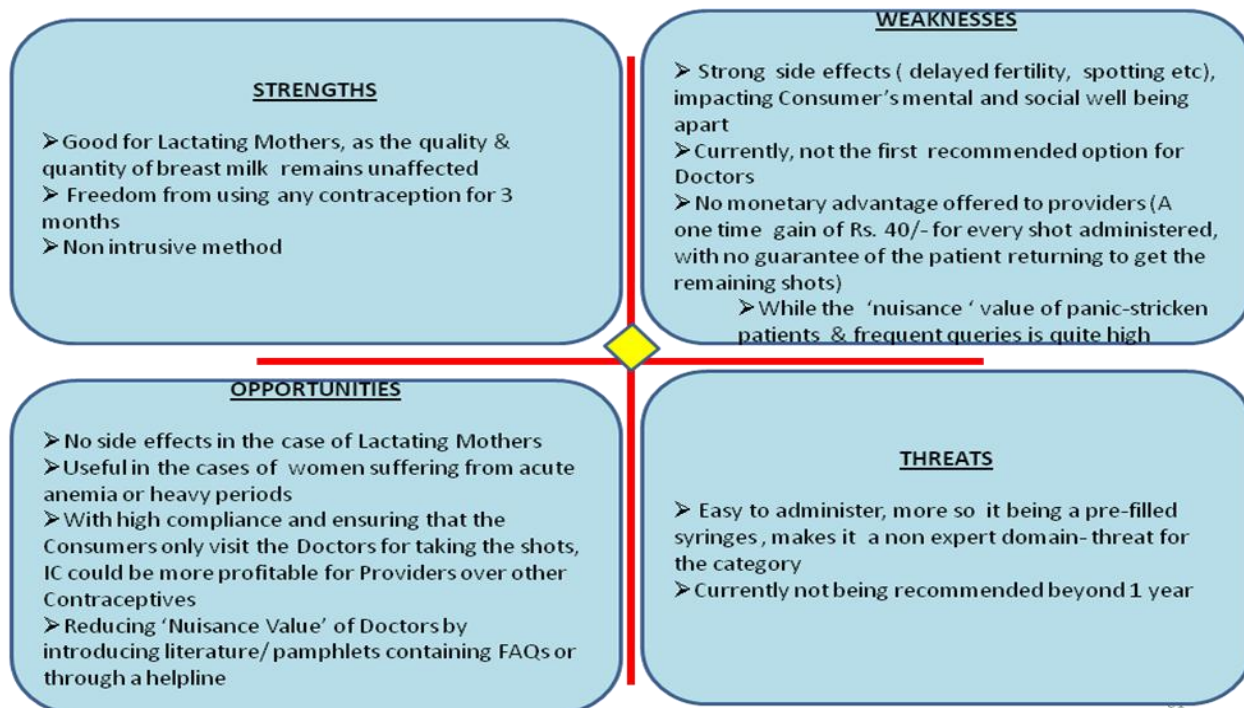 STRENGTHS
➤Good for Lactating Mothers, as the quality &
quantity of breast milk remains unaffected
➤ Freedom from using any contraception for 3
months
➤Non intrusive method
WEAKNESSES
➤ Strong side effects ( delayed fertility, spotting etc),
impacting Consumer's mental and social well being
apart
➤Currently, not the first recommended option for
Doctors
➤No monetary advantage offered to providers (A
one time gain of Rs. 40/- for every shot administered,
with no guarantee of the patient returning to get the
remaining shots)
➤While the 'nuisance ' value of panic-stricken
patients & frequent queries is quite high
OPPORTUNITIES
➤No side effects in the case of Lactating Mothers
➤Useful in the cases of women suffering from acute
anemia or heavy periods
➤With high compliance and ensuring that the
Consumers only visit the Doctors for taking the shots,
IC could be more profitable for Providers over other
Contraceptives
➤Reducing 'Nuisance Value' of Doctors by
introducing literature/ pamphlets containing FAQs or
through a helpline
THREATS
➤ Easy to administer, more so it being a pre-filled
syringes , makes it a non expert domain- threat for
the category
➤Currently not being recommended beyond 1 year